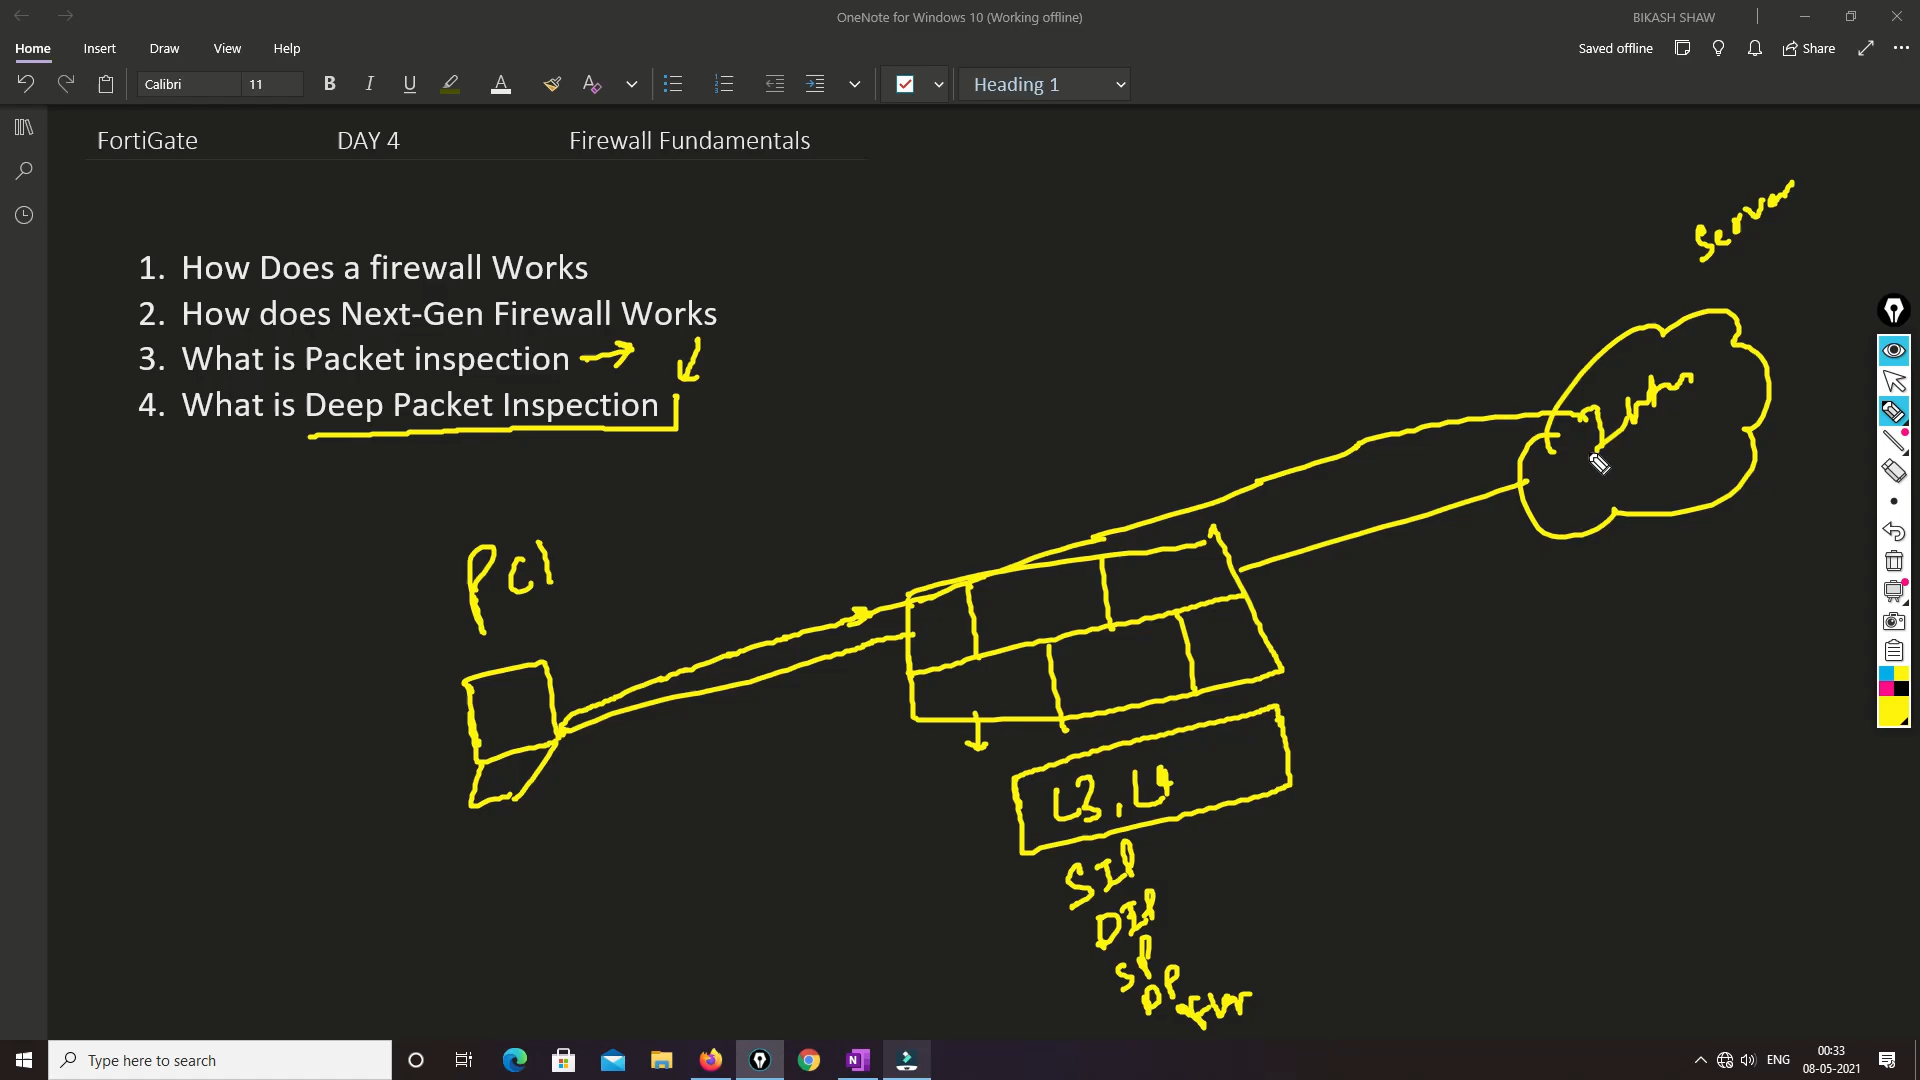 OneNote for Windows 10 (Working offline)
BIKASH SHAW
Home Insert Draw View Help
Saved offline
Share
Calibri 11
B I U
A
Heading 1
FortiGate DAY 4 Firewall Fundamentals
1. How Does a firewall Works
2. How does Next-Gen Firewall Works
3. What is Packet inspection
4. What is Deep Packet Inspection
Server
PC1
L3, L4
SIP
DIP
SP
DP
Type here to search
ENG
00:33
08-05-2021